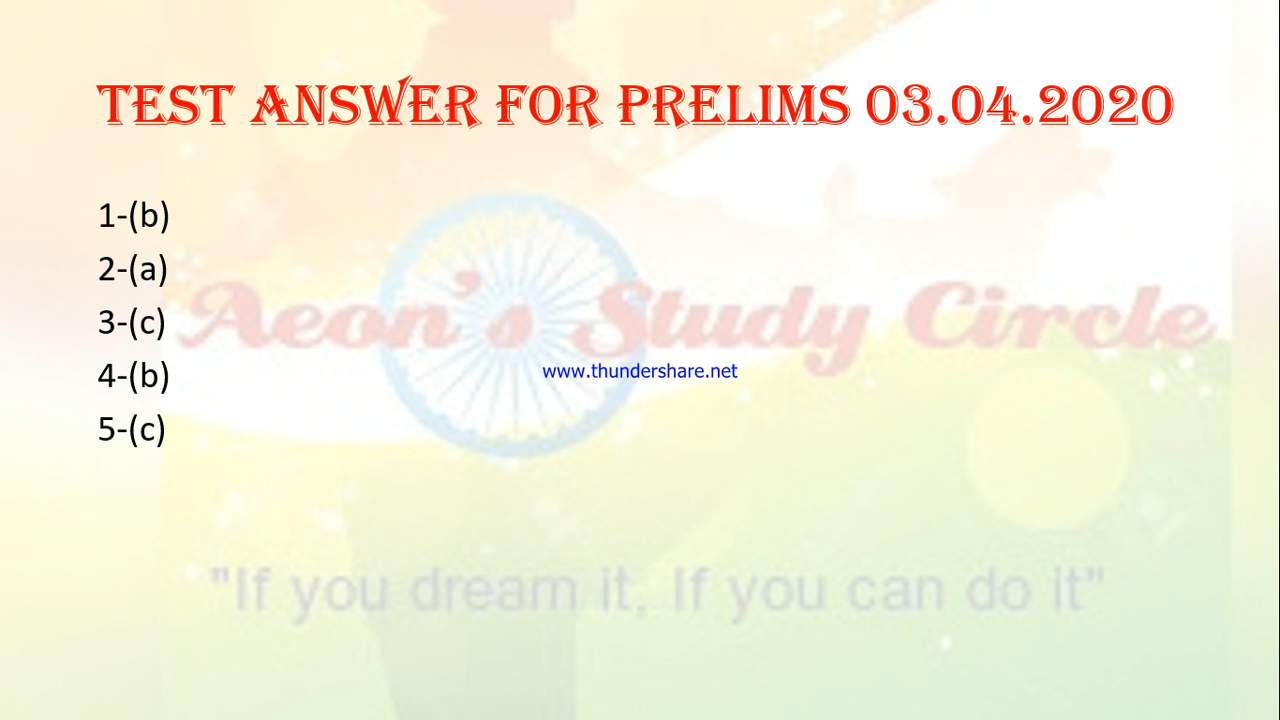 TEST ANSWER FOR PRELIMS 03.04.2020
1-(b)
2-(a)
3-(c)
4-(b)
5-(c)
Aeon's Study Circle
www.thundershare.net
"If you dream it, If you can do it"